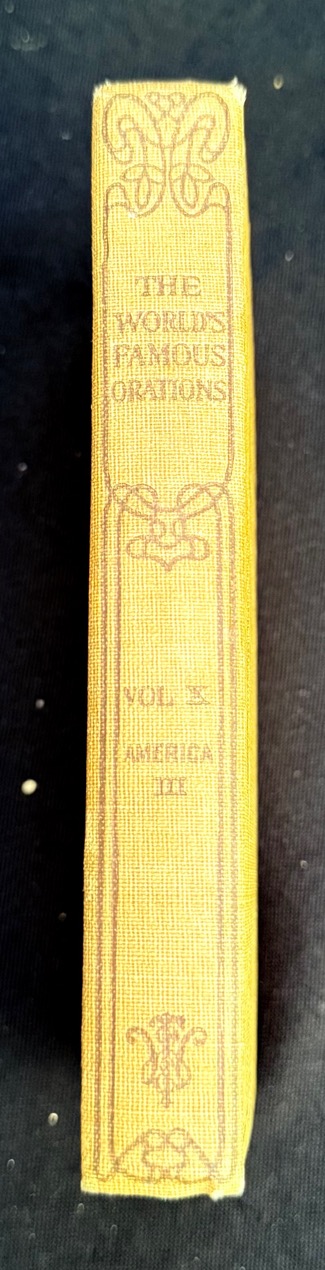 THE
WORLD'S
FAMOUS
ORATIONS
VOL X
AMERICA
III